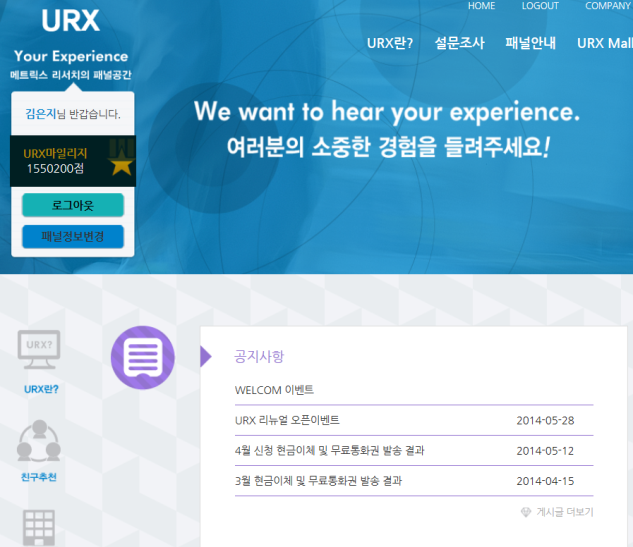 URX
Your Experience
메트릭스 리서치의 패널공간
김은지님 반갑습니다.
URX마일리지
1550200점
로그아웃
패널정보변경
HOME LOGOUT COMPANY
URX란? 설문조사 패널안내 URX Mall
We want to hear your experience.
여러분의 소중한 경험을 들려주세요!
URX?
URX란?
친구추천
공지사항
WELCOM 이벤트
URX 리뉴얼 오픈이벤트 2014-05-28
4월 신청 현금이체 및 무료통화권 발송 결과 2014-05-12
3월 현금이체 및 무료통화권 발송 결과 2014-04-15
게시글 더보기